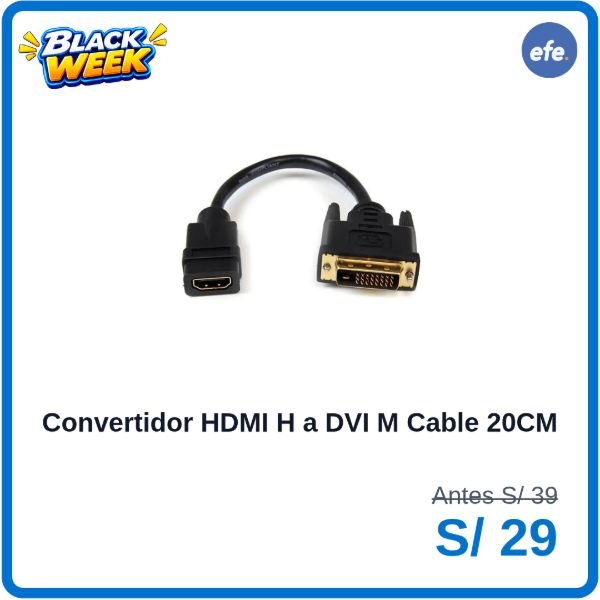 BLACK
WEEK
efe.
Convertidor HDMI H a DVI M Cable 20CM
Antes S/ 39
S/ 29